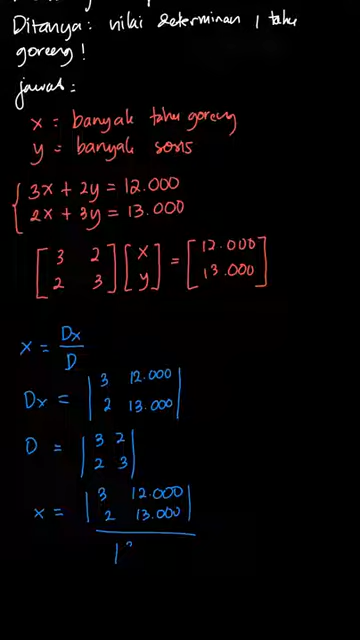 Ditanya: nilai determinan 1 tahu
goreng!
jawab:
x = banyak tahu goreng
y = banyak sosis
3x + 2y = 12.000
2x + 3y = 13.000
[3 2] [x] = [12.000]
[2 3] [y] [13.000]
x = Dx/D
Dx = |3 12.000|
|2 13.000|
D = |3 2|
|2 3|
x = |3 12.000|
|2 13.000|